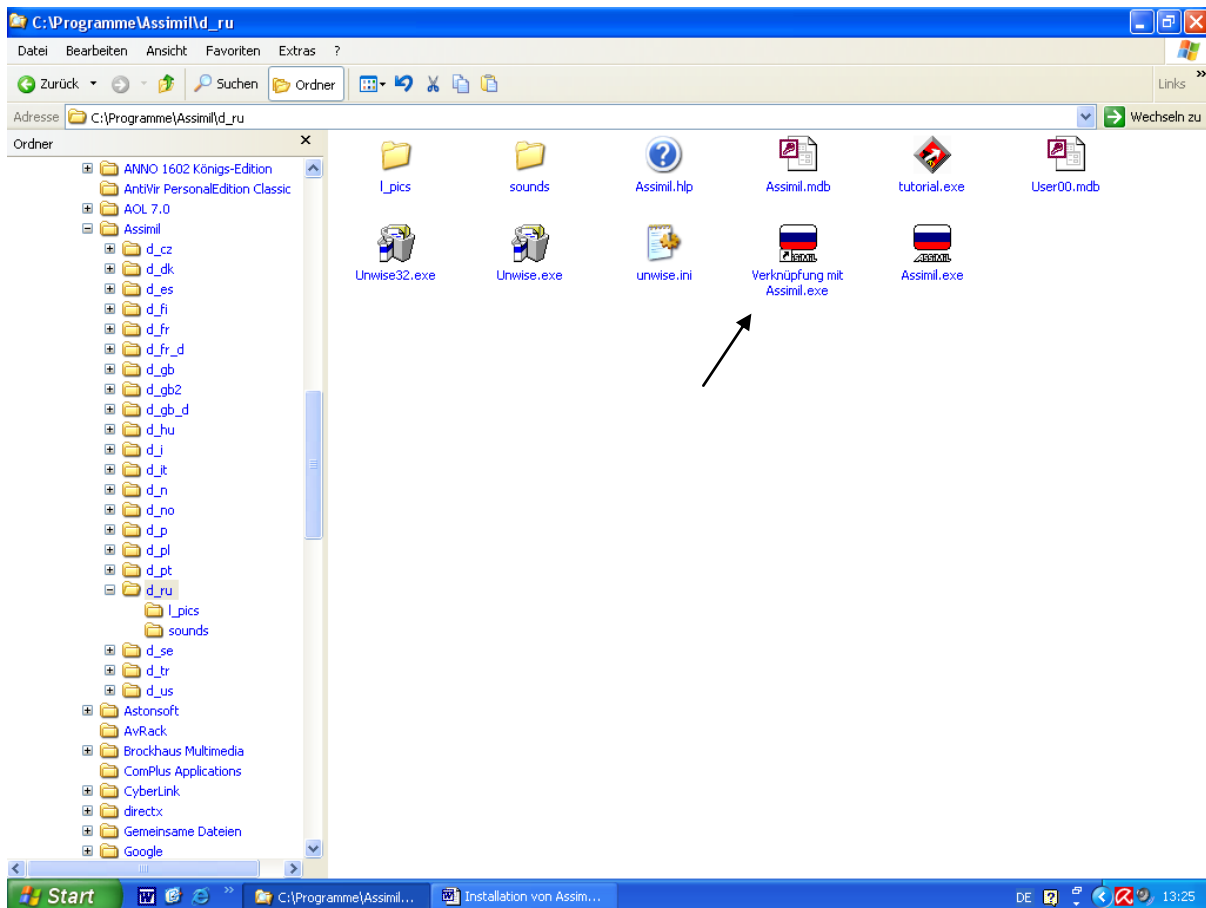 C:\Programme\Assimil\d_ru
Datei Bearbeiten Ansicht Favoriten Extras ?
Zurück Suchen Ordner Links »
Adresse C:\Programme\Assimil\d_ru Wechseln zu
Ordner
ANNO 1602 Königs-Edition
AntiVir PersonalEdition Classic
AOL 7.0
Assimil
d_cz
d_dk
d_es
d_fi
d_fr
d_fr_d
d_gb
d_gb2
d_gb_d
d_hu
d_i
d_it
d_n
d_no
d_p
d_pl
d_pt
d_ru
l_pics
sounds
d_se
d_tr
d_us
Astonsoft
AvRack
Brockhaus Multimedia
ComPlus Applications
CyberLink
directx
Gemeinsame Dateien
Google
l_pics
sounds
Assimil.hlp
Assimil.mdb
tutorial.exe
User00.mdb
Unwise32.exe
Unwise.exe
unwise.ini
Verknüpfung mit
Assimil.exe
ASSIMIL
Assimil.exe
Start » C:\Programme\Assimil... Installation von Assim... DE 13:25